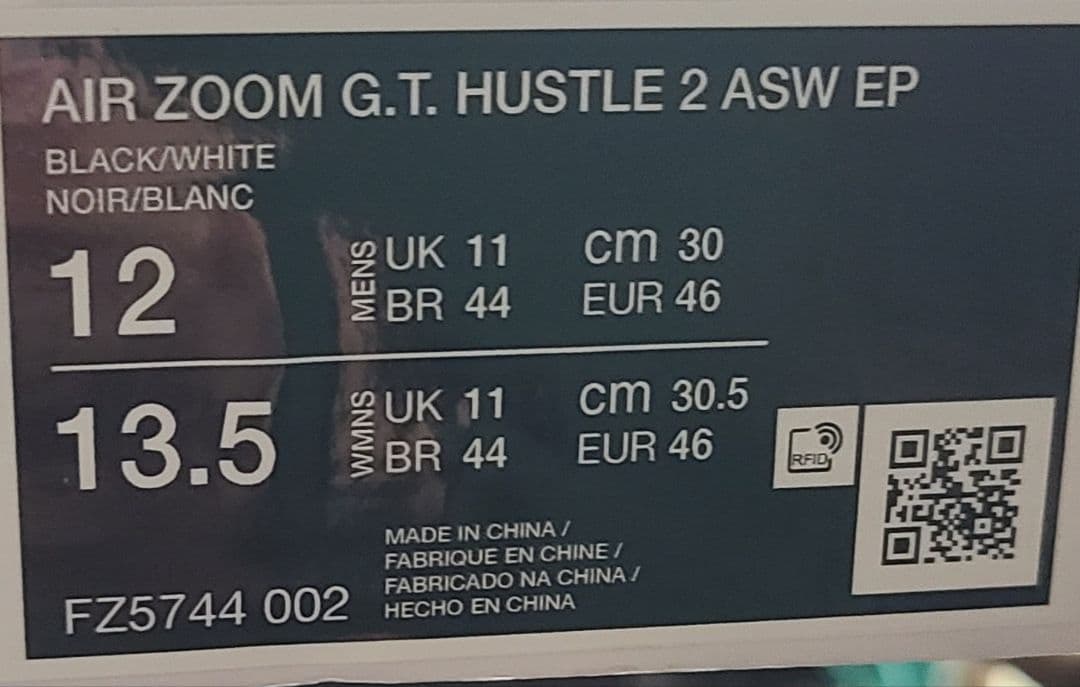 AIR ZOOM G.T. HUSTLE 2 ASW EP
BLACK/WHITE
NOIR/BLANC
12
MENS
UK 11 cm 30
BR 44 EUR 46
13.5
WMNS
UK 11 cm 30.5
BR 44 EUR 46
RFID
MADE IN CHINA /
FABRIQUE EN CHINE /
FABRICADO NA CHINA /
HECHO EN CHINA
FZ5744 002